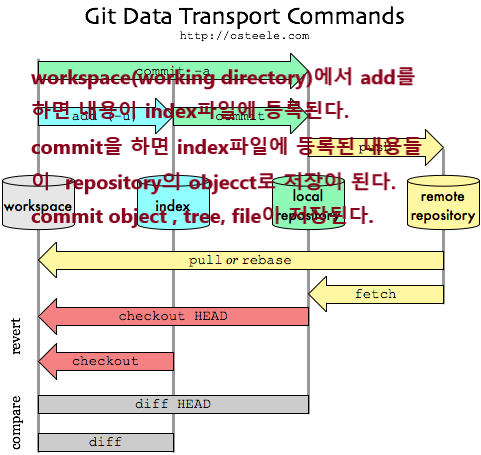 Git Data Transport Commands
http://osteele.com
commit -a
workspace(working directory)에서 add를
하면 내용이 index파일에 등록된다.
add (-u)
commit
commit을 하면 index파일에 등록된 내용들
push
이 repository의 objecct로 저장이 된다.
commit object , tree, file이 저장된다.
workspace
index
local
repository
remote
repository
pull or rebase
fetch
revert
checkout HEAD
checkout
compare
diff HEAD
diff